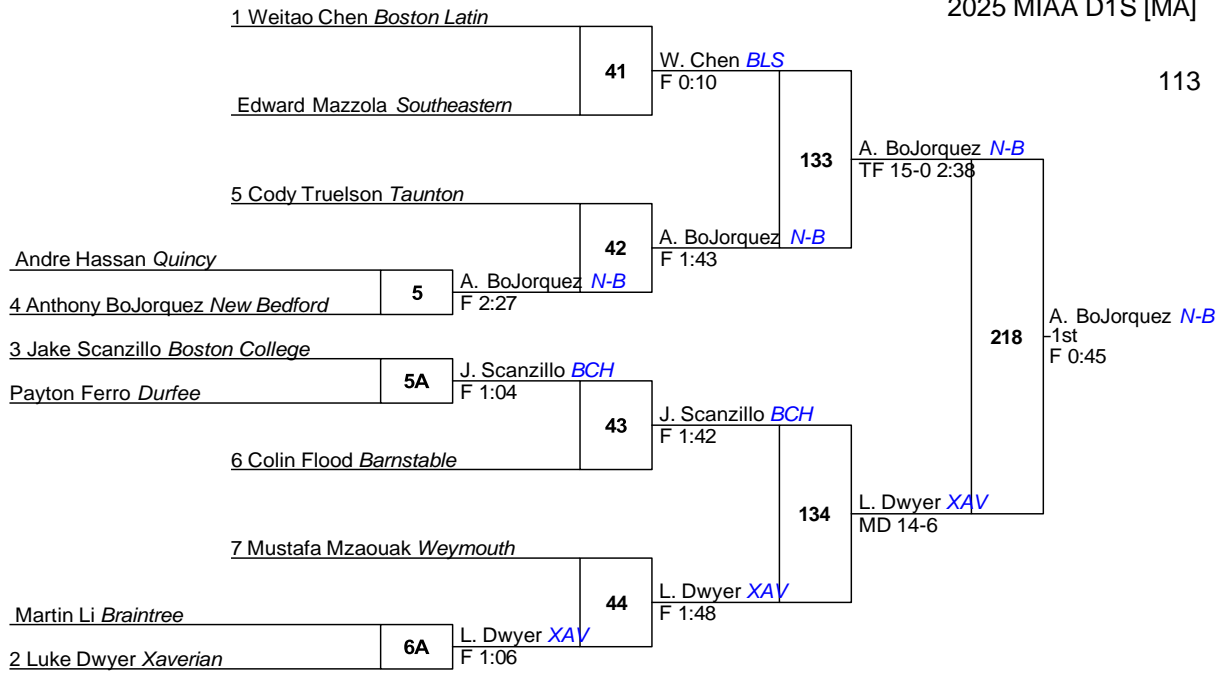 2025 MIAA D1S [MA]
113
1 Weitao Chen Boston Latin
41
W. Chen BLS
F 0:10
Edward Mazzola Southeastern
133
A. BoJorquez N-B
TF 15-0 2:38
5 Cody Truelson Taunton
42
A. BoJorquez N-B
F 1:43
Andre Hassan Quincy
5
A. BoJorquez N-B
F 2:27
4 Anthony BoJorquez New Bedford
218
A. BoJorquez N-B
1st
F 0:45
3 Jake Scanzillo Boston College
5A
J. Scanzillo BCH
F 1:04
Payton Ferro Durfee
43
J. Scanzillo BCH
F 1:42
6 Colin Flood Barnstable
134
L. Dwyer XAV
MD 14-6
7 Mustafa Mzaouak Weymouth
44
L. Dwyer XAV
F 1:48
Martin Li Braintree
6A
L. Dwyer XAV
F 1:06
2 Luke Dwyer Xaverian